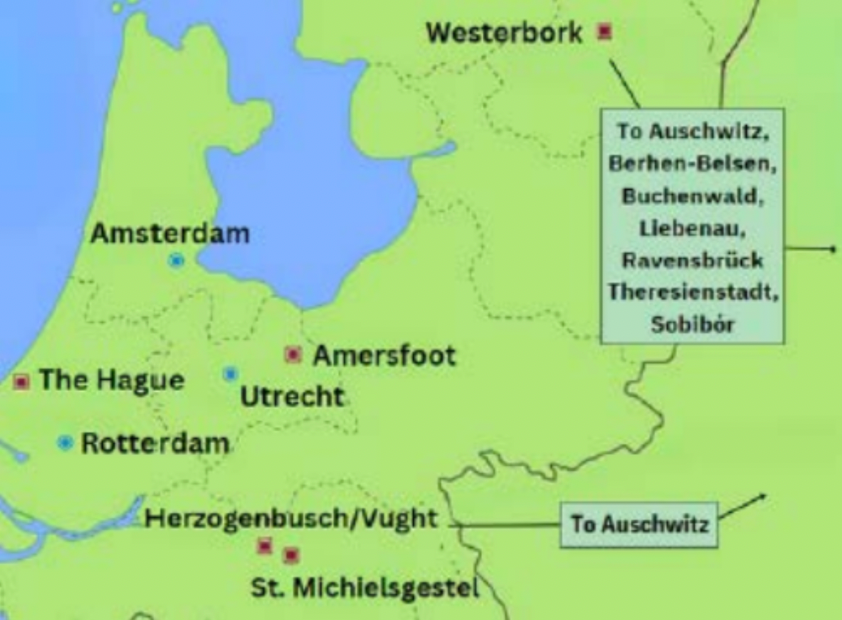 Westerbork
To Auschwitz,
Berhen-Belsen,
Buchenwald,
Liebenau,
Ravensbrück
Theresienstadt,
Sobibór
Amsterdam
Amersfoot
The Hague
Utrecht
Rotterdam
Herzogenbusch/Vught
To Auschwitz
St. Michielsgestel